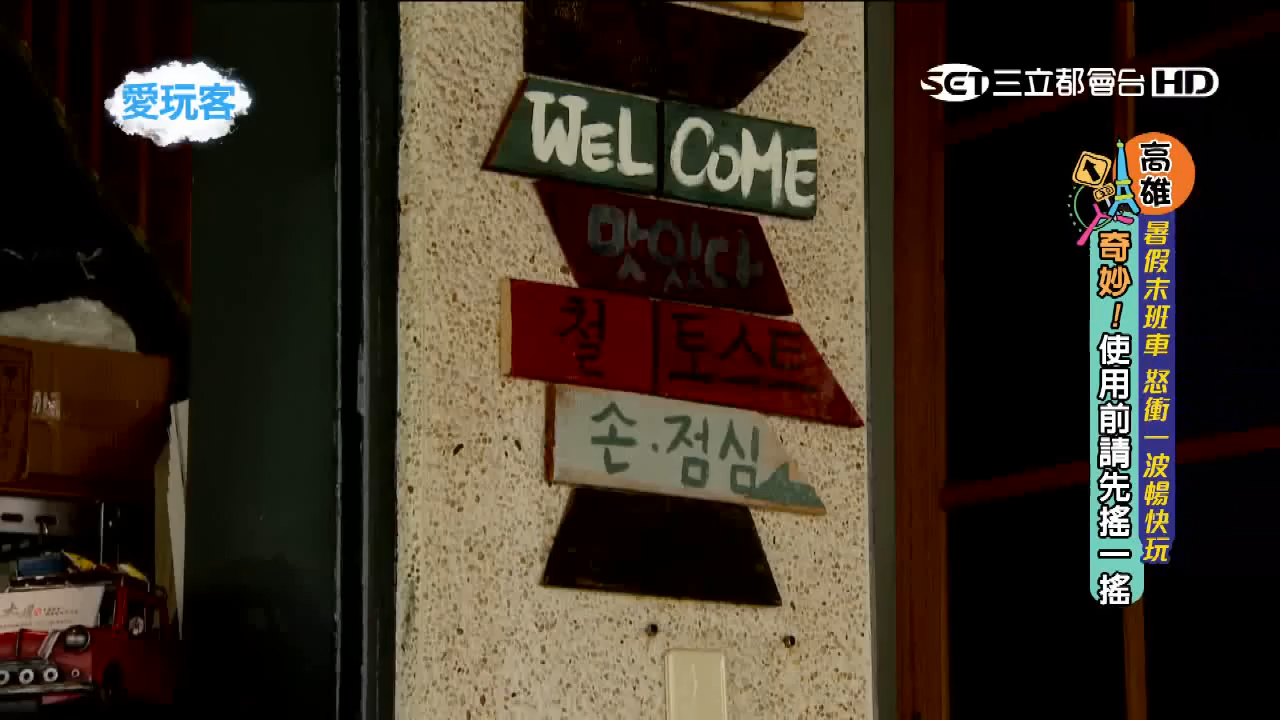 愛玩客
SET三立都會台HD
高雄
暑假末班車 怒衝一波暢快玩
奇妙！使用前請先搖一搖
WELCOME
맛있다
철 토스트
손.점심